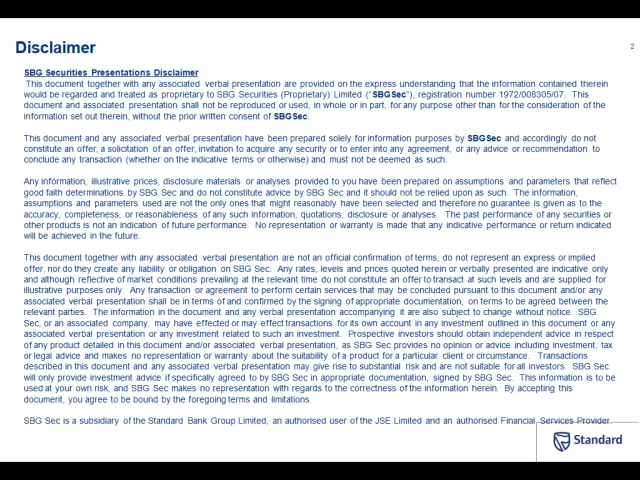 Disclaimer
2
SBG Securities Presentations Disclaimer
This document together with any associated verbal presentation are provided on the express understanding that the information contained therein
would be regarded and treated as proprietary to SBG Securities (Proprietary) Limited ("SBGSec"), registration number 1972/008305/07. This
document and associated presentation shall not be reproduced or used, in whole or in part, for any purpose other than for the consideration of the
information set out therein, without the prior written consent of SBGSec.
This document and any associated verbal presentation have been prepared solely for information purposes by SBGSec and accordingly do not
constitute an offer, a solicitation of an offer, invitation to acquire any security or to enter into any agreement, or any advice or recommendation to
conclude any transaction (whether on the indicative terms or otherwise) and must not be deemed as such.
Any information, illustrative prices, disclosure materials or analyses provided to you have been prepared on assumptions and parameters that reflect
good faith determinations by SBG Sec and do not constitute advice by SBG Sec and it should not be relied upon as such. The information,
assumptions and parameters used are not the only ones that might reasonably have been selected and therefore no guarantee is given as to the
accuracy, completeness, or reasonableness of any such information, quotations, disclosure or analyses. The past performance of any securities or
other products is not an indication of future performance. No representation or warranty is made that any indicative performance or return indicated
will be achieved in the future.
This document together with any associated verbal presentation are not an official confirmation of terms, do not represent an express or implied
offer, nor do they create any liability or obligation on SBG Sec. Any rates, levels and prices quoted herein or verbally presented are indicative only
and although reflective of market conditions prevailing at the relevant time do not constitute an offer to transact at such levels and are supplied for
illustrative purposes only. Any transaction or agreement to perform certain services that may be concluded pursuant to this document and/or any
associated verbal presentation shall be in terms of and confirmed by the signing of appropriate documentation, on terms to be agreed between the
relevant parties. The information in the document and any verbal presentation accompanying it are also subject to change without notice. SBG
Sec, or an associated company, may have effected or may effect transactions for its own account in any investment outlined in this document or any
associated verbal presentation or any investment related to such an investment. Prospective investors should obtain independent advice in respect
of any product detailed in this document and/or associated verbal presentation, as SBG Sec provides no opinion or advice including investment, tax
or legal advice and makes no representation or warranty about the suitability of a product for a particular client or circumstance. Transactions
described in this document and any associated verbal presentation may give rise to substantial risk and are not suitable for all investors. SBG Sec
will only provide investment advice if specifically agreed to by SBG Sec in appropriate documentation, signed by SBG Sec. This information is to be
used at your own risk, and SBG Sec makes no representation with regards to the correctness of the information herein. By accepting this
document, you agree to be bound by the foregoing terms and limitations.
SBG Sec is a subsidiary of the Standard Bank Group Limited, an authorised user of the JSE Limited and an authorised Financial Services Provider.
Standard